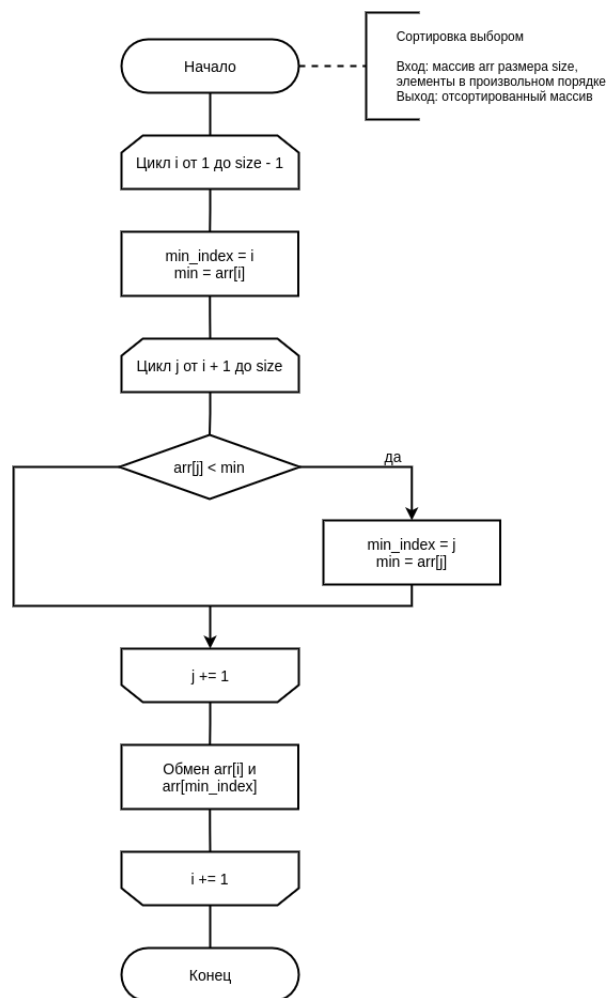 Начало
Сортировка выбором
Вход: массив arr размера size,
элементы в произвольном порядке
Выход: отсортированный массив
Цикл i от 1 до size - 1
min_index = i
min = arr[i]
Цикл j от i + 1 до size
arr[j] < min
да
min_index = j
min = arr[j]
j += 1
Обмен arr[i] и
arr[min_index]
i += 1
Конец